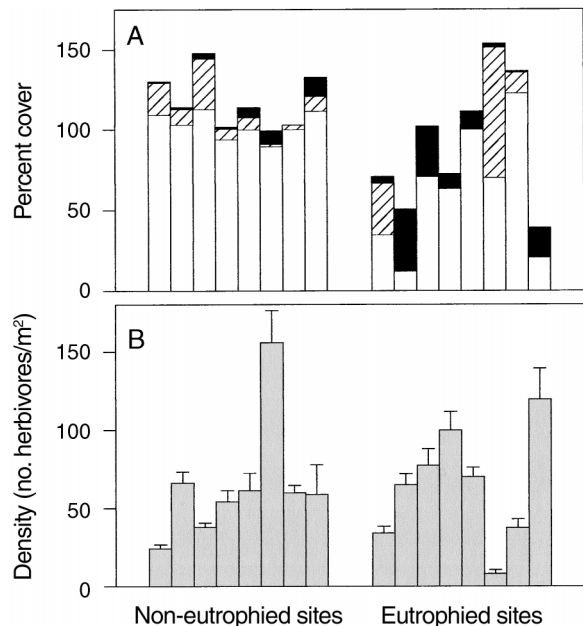 A
150
100
50
0
Percent cover
B
150
100
50
0
Density (no. herbivores/m²)
Non-eutrophied sites
Eutrophied sites